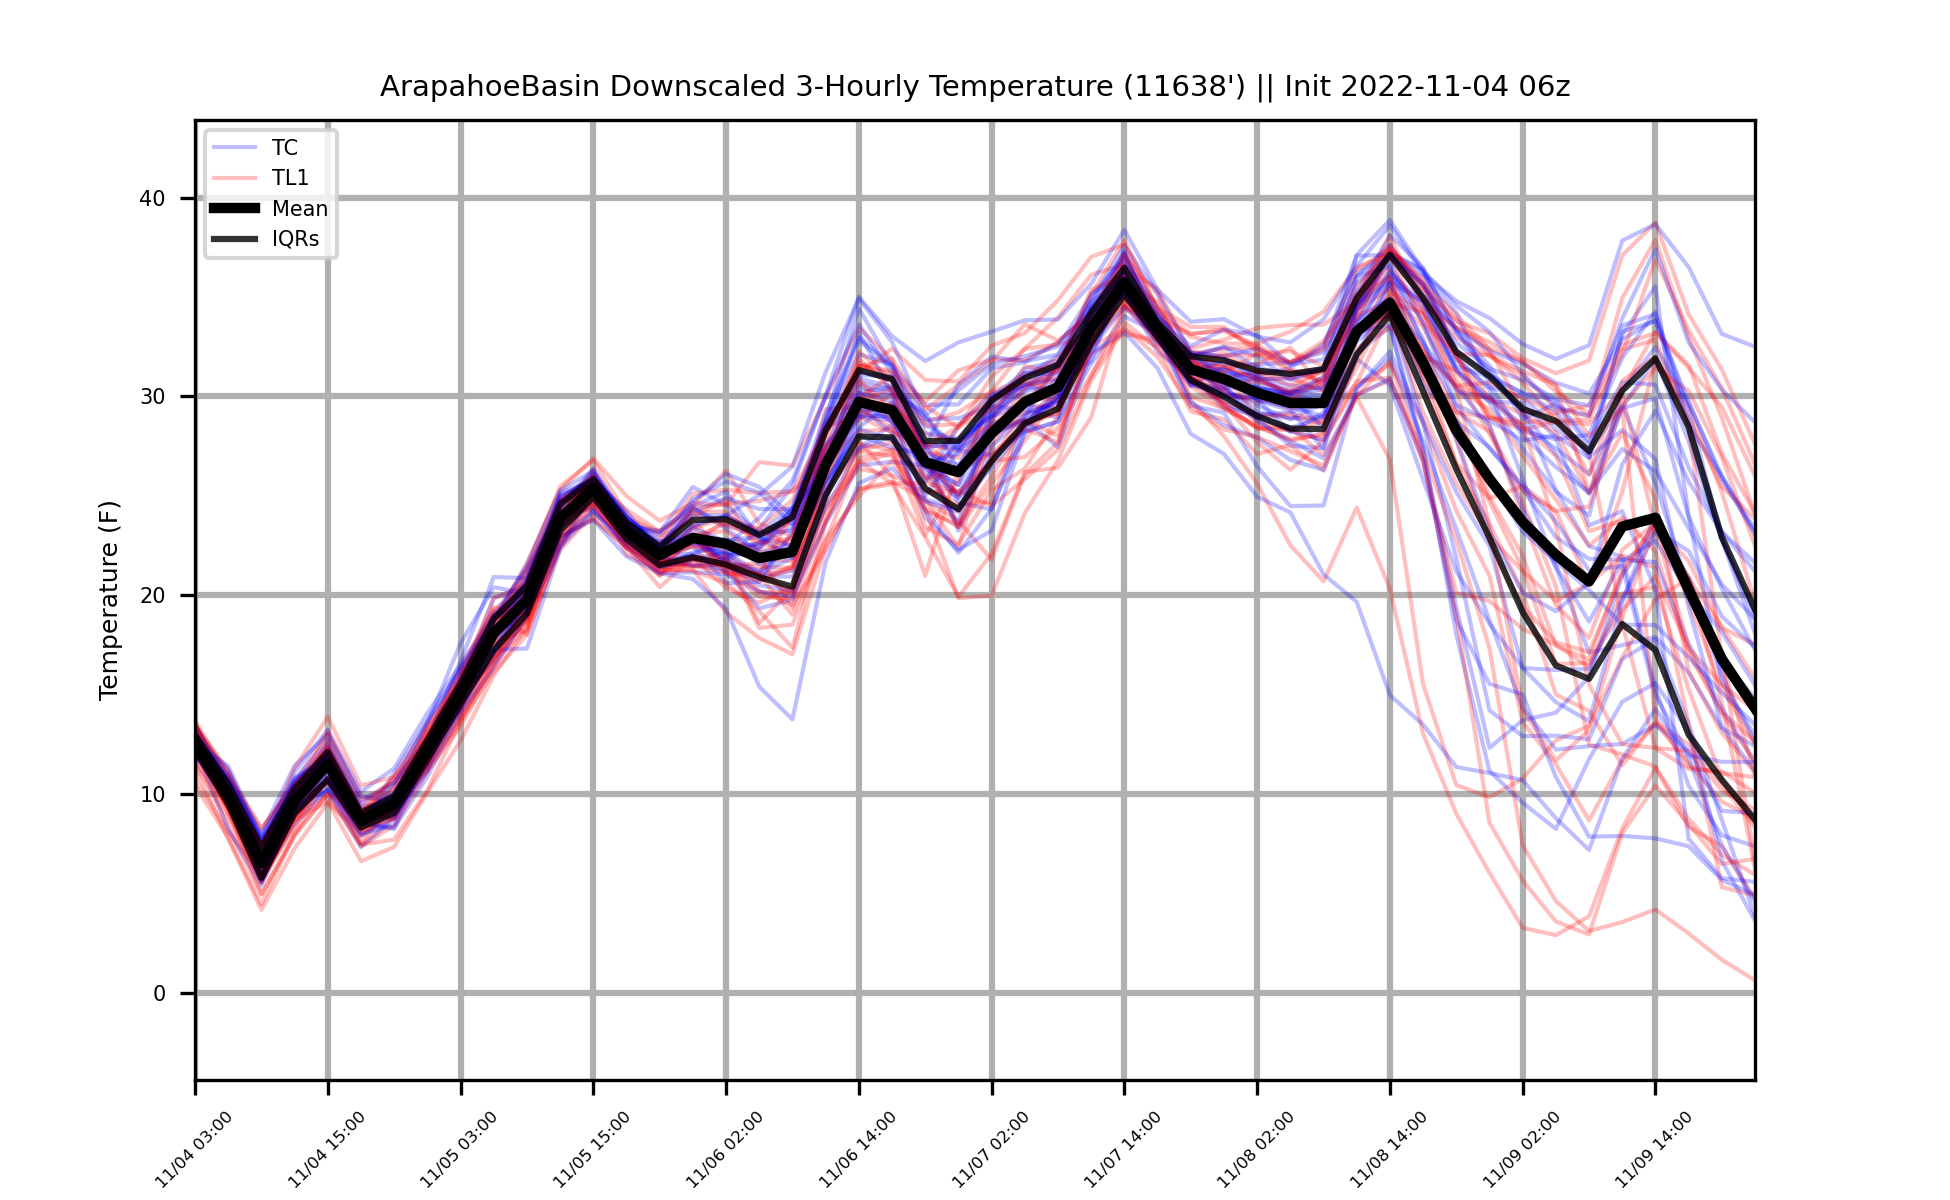 ArapahoeBasin Downscaled 3-Hourly Temperature (11638') || Init 2022-11-04 06z
TC
TL1
Mean
IQRs
Temperature (F)
40
30
20
10
0
11/04 03:00
11/04 15:00
11/05 03:00
11/05 15:00
11/06 02:00
11/06 14:00
11/07 02:00
11/07 14:00
11/08 02:00
11/08 14:00
11/09 02:00
11/09 14:00